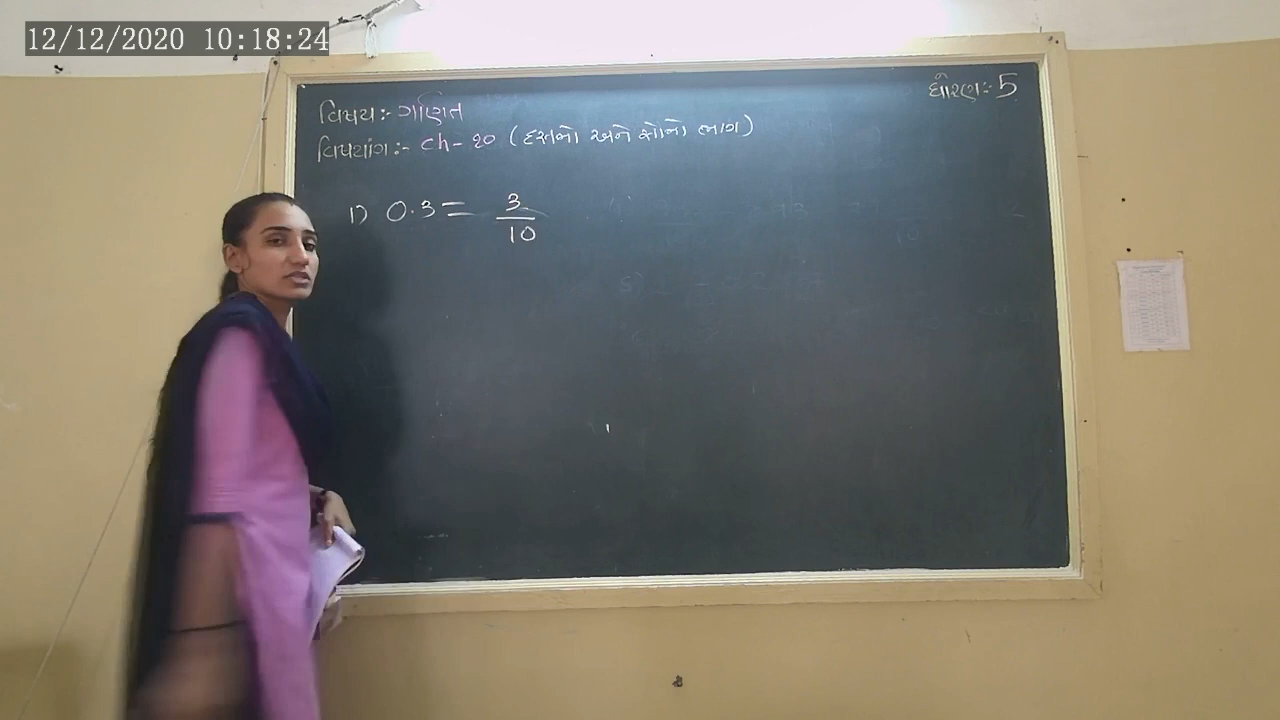 12/12/2020 10:18:24
ધોરણ:- 5
વિષય:- ગણિત
વિષયાંગ:- ch - ૧૦ (દસમો અને સોમો ભાગ)
1) 0.3 = 3/10